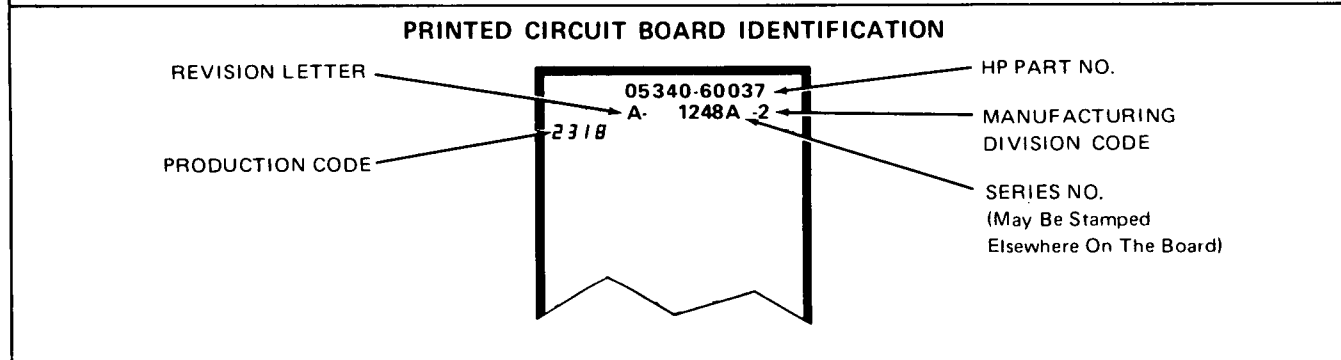 PRINTED CIRCUIT BOARD IDENTIFICATION
REVISION LETTER
PRODUCTION CODE
05340-60037
A- 1248A -2
2318
HP PART NO.
MANUFACTURING
DIVISION CODE
SERIES NO.
(May Be Stamped
Elsewhere On The Board)